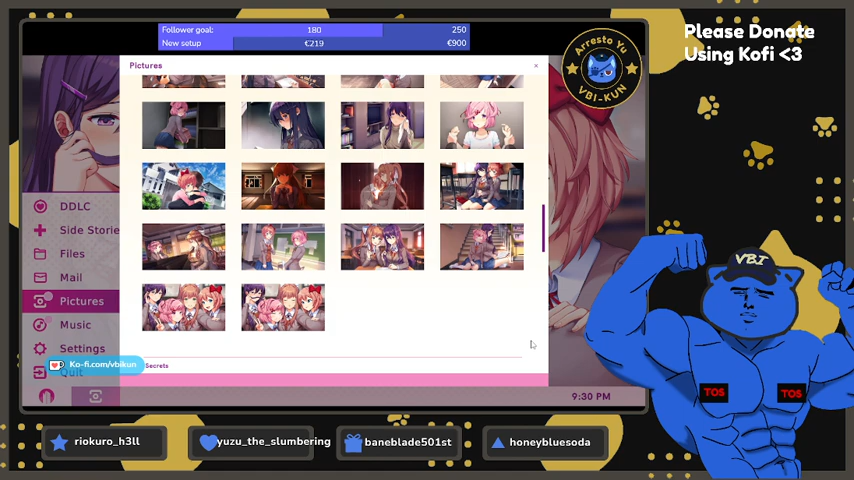 Follower goal: 180 250
New setup €219 €900
Please Donate
Using Kofi <3
Arresto Yu
VBI-KUN
Pictures ×
DDLC
Side Storie
Files
Mail
Pictures
Music
Settings
Quit
Ko-fi.com/vbikun
Secrets
9:30 PM
VBI
TOS TOS
riokuro_h3ll
yuzu_the_slumbering
baneblade501st
honeybluesoda